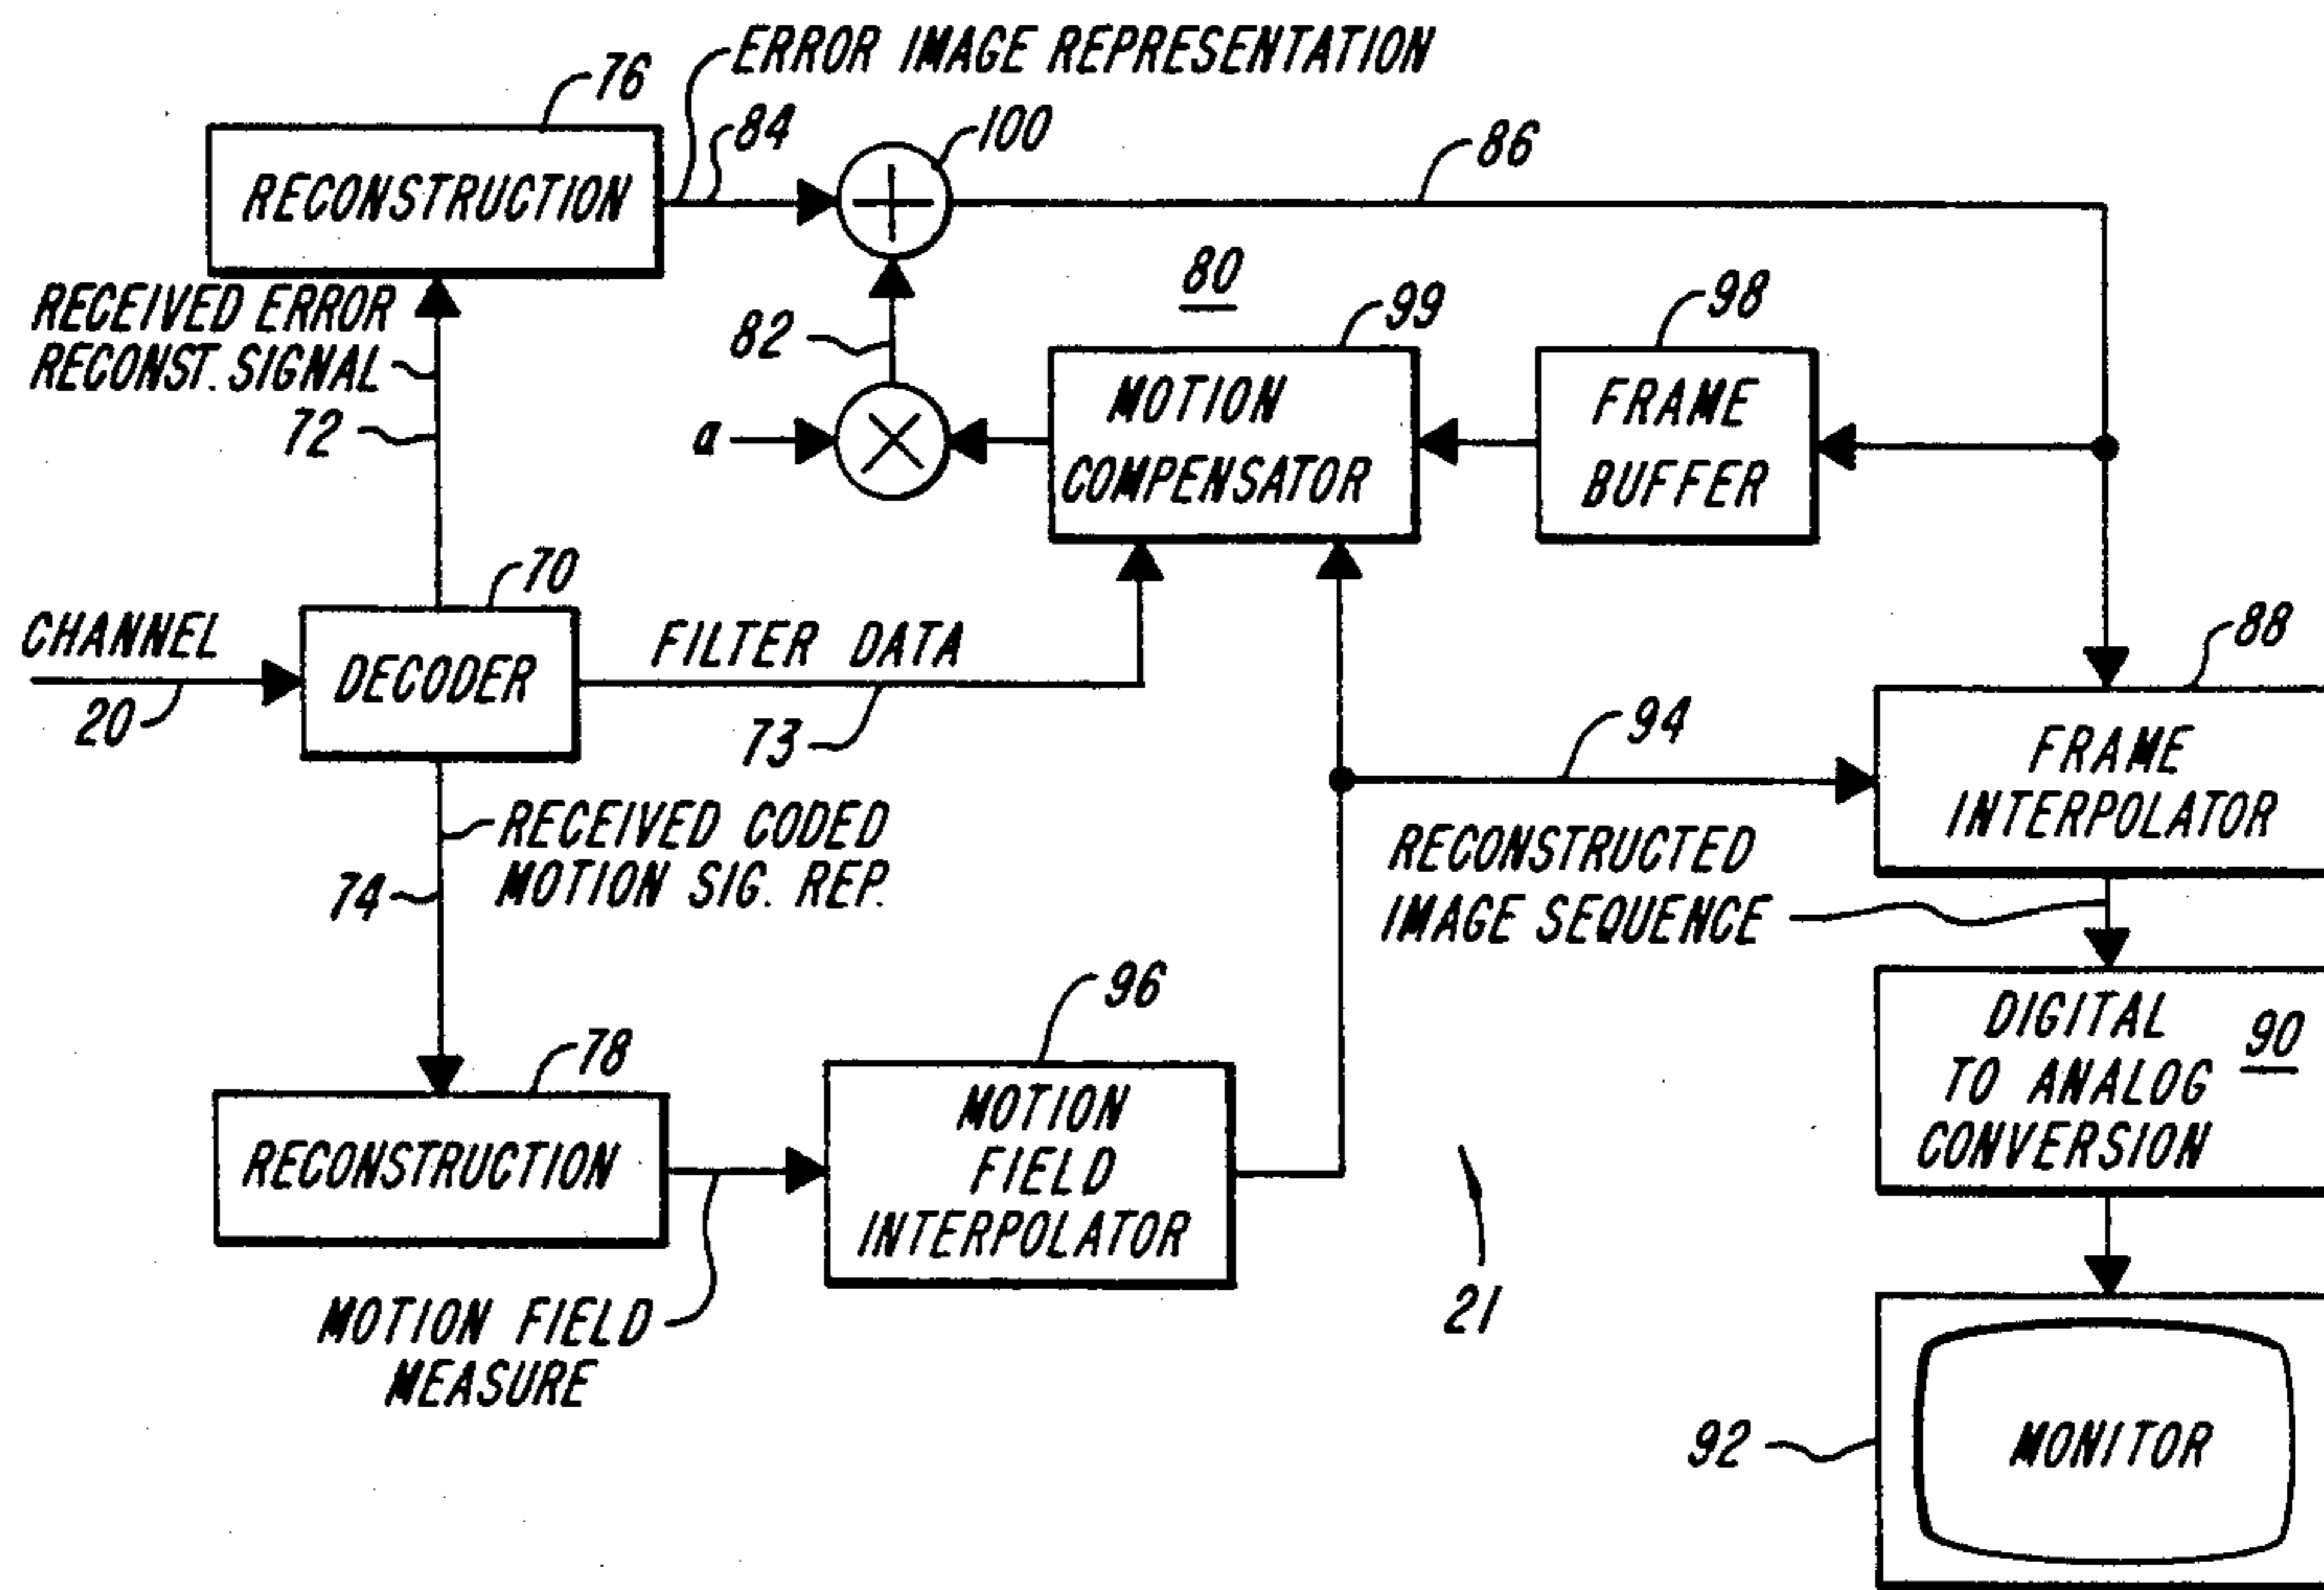 ERROR IMAGE REPRESENTATION
76
84
100
86
RECONSTRUCTION
80
99
98
RECEIVED ERROR
RECONST. SIGNAL
82
72
a
MOTION
COMPENSATOR
FRAME
BUFFER
70
CHANNEL
20
DECODER
FILTER DATA
73
88
94
FRAME
INTERPOLATOR
RECEIVED CODED
MOTION SIG. REP.
74
RECONSTRUCTED
IMAGE SEQUENCE
96
78
RECONSTRUCTION
MOTION
FIELD
INTERPOLATOR
DIGITAL
TO ANALOG
CONVERSION
90
MOTION FIELD
MEASURE
21
92
MONITOR